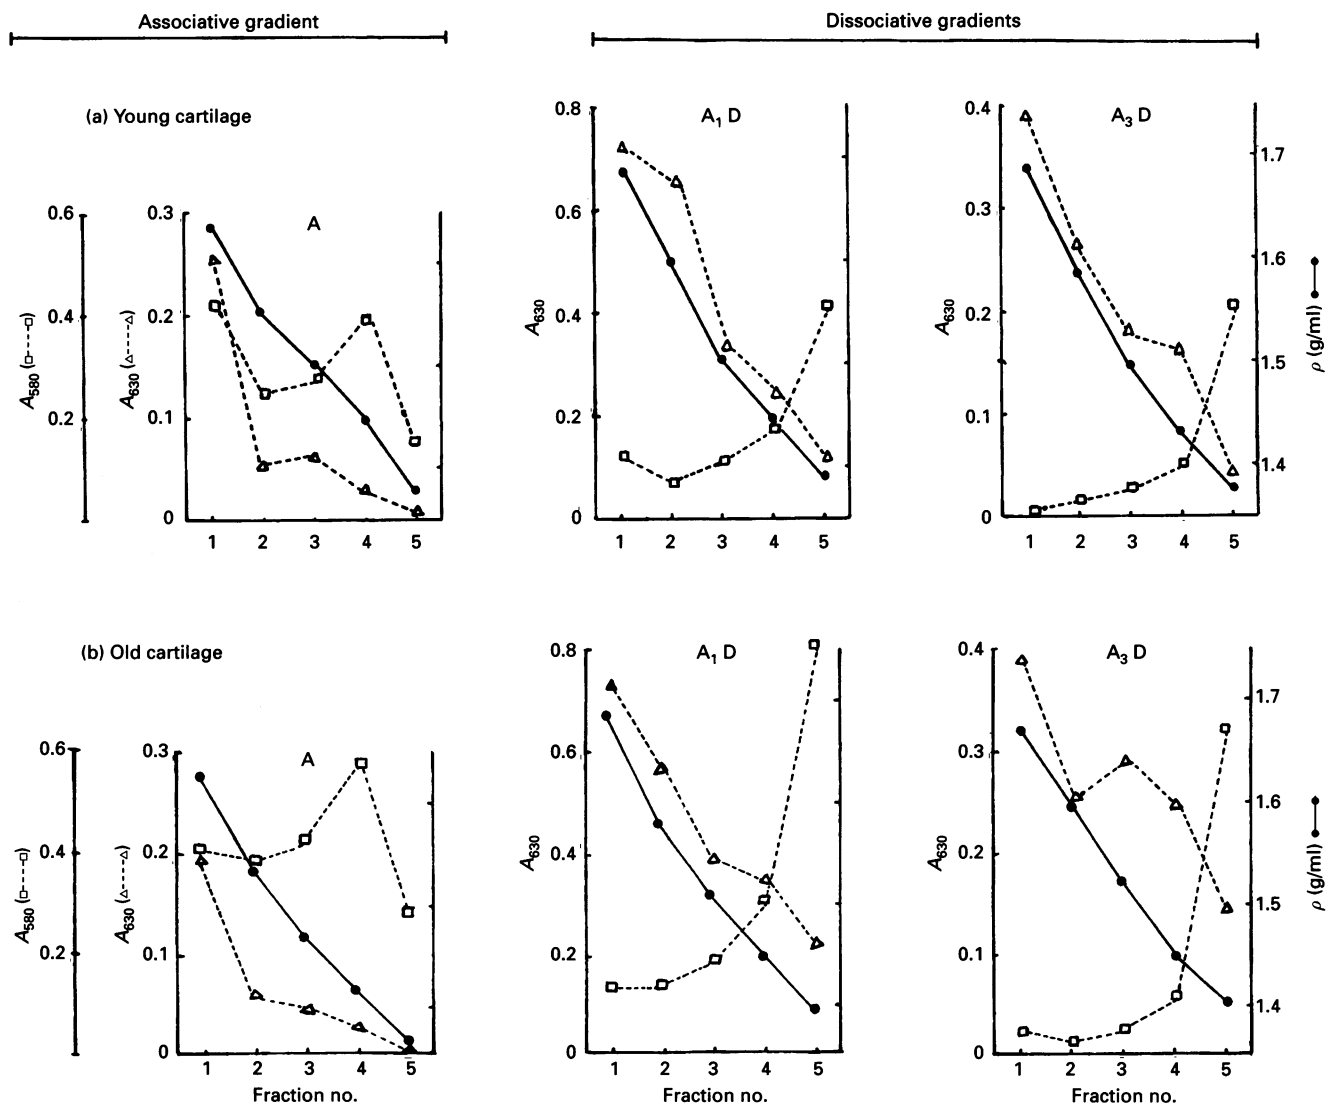 Associative gradient
Dissociative gradients
(a) Young cartilage
A
A₁ D
A₃ D
A₅₈₀ (□----□)
0.6
0.4
0.2
A₆₃₀ (△----△)
0.3
0.2
0.1
0
1 2 3 4 5
A₆₃₀
0.8
0.6
0.4
0.2
0
1 2 3 4 5
A₆₃₀
0.4
0.3
0.2
0.1
0
1 2 3 4 5
1.7
1.6
1.5
1.4
ρ (g/ml) ●—●
(b) Old cartilage
A
A₁ D
A₃ D
A₅₈₀ (□----□)
0.6
0.4
0.2
A₆₃₀ (△----△)
0.3
0.2
0.1
0
1 2 3 4 5
Fraction no.
A₆₃₀
0.8
0.6
0.4
0.2
0
1 2 3 4 5
Fraction no.
A₆₃₀
0.4
0.3
0.2
0.1
0
1 2 3 4 5
Fraction no.
1.7
1.6
1.5
1.4
ρ (g/ml) ●—●